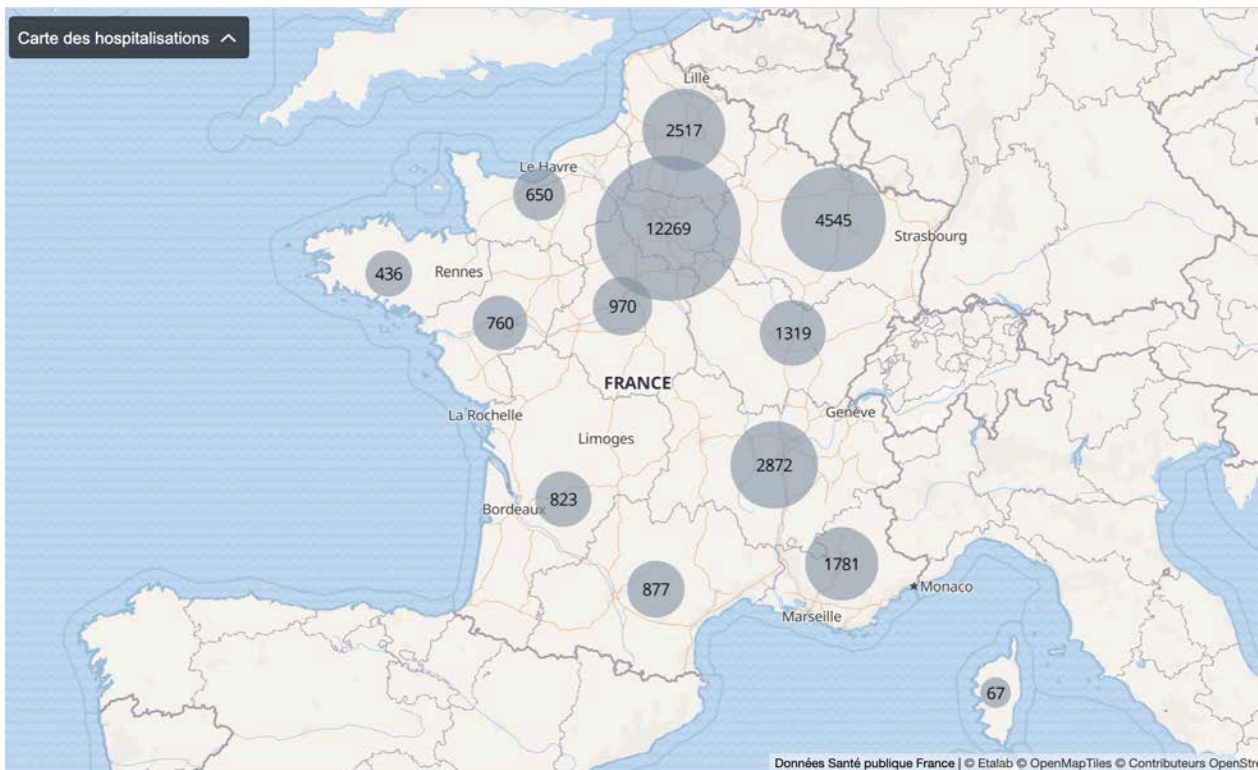 Carte des hospitalisations
Lille
2517
Le Havre
650
12269
4545
Strasbourg
436
Rennes
760
970
1319
FRANCE
La Rochelle
Genève
Limoges
2872
823
Bordeaux
1781
877
Monaco
Marseille
67
Données Santé publique France | © Etalab © OpenMapTiles © Contributeurs OpenStr